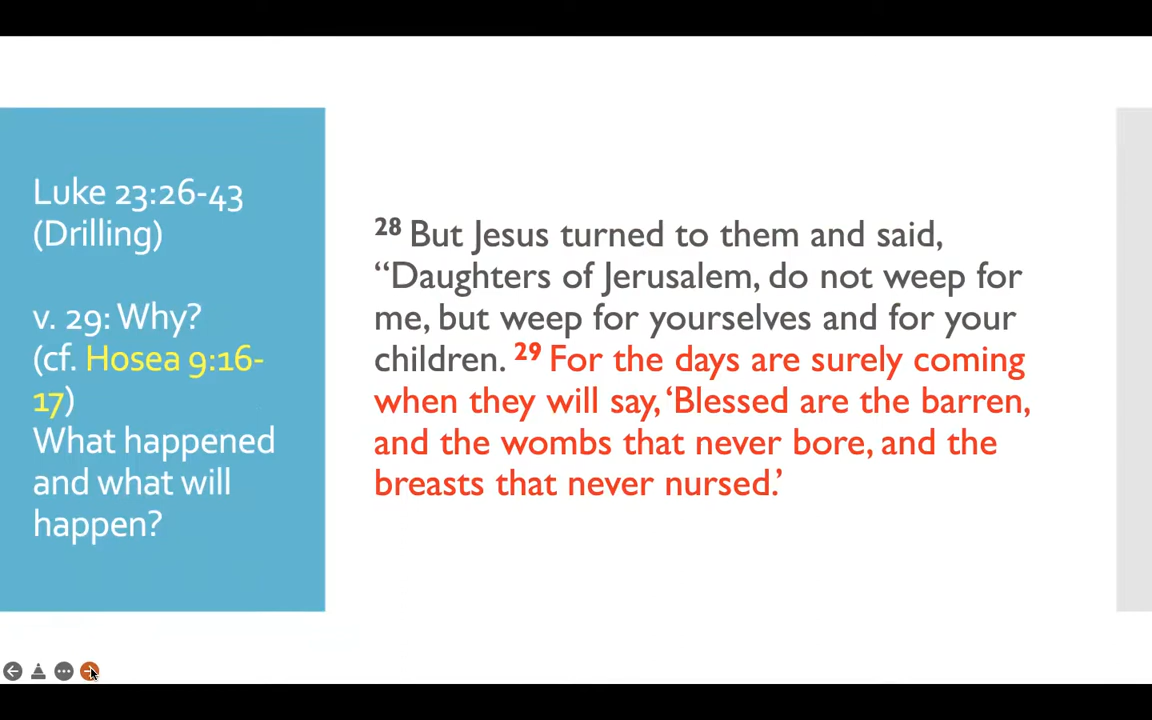 Luke 23:26-43
(Drilling)
v. 29: Why?
(cf. Hosea 9:16-
17)
What happened
and what will
happen?
28 But Jesus turned to them and said,
“Daughters of Jerusalem, do not weep for
me, but weep for yourselves and for your
children. 29 For the days are surely coming
when they will say, ‘Blessed are the barren,
and the wombs that never bore, and the
breasts that never nursed.’